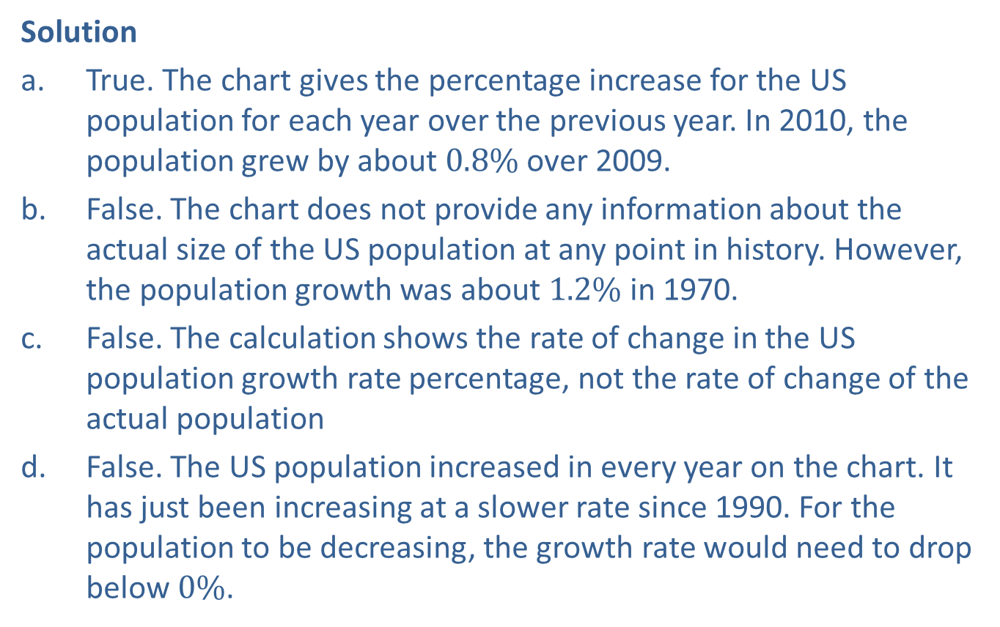 Solution
a. True. The chart gives the percentage increase for the US
population for each year over the previous year. In 2010, the
population grew by about 0.8% over 2009.
b. False. The chart does not provide any information about the
actual size of the US population at any point in history. However,
the population growth was about 1.2% in 1970.
c. False. The calculation shows the rate of change in the US
population growth rate percentage, not the rate of change of the
actual population
d. False. The US population increased in every year on the chart. It
has just been increasing at a slower rate since 1990. For the
population to be decreasing, the growth rate would need to drop
below 0%.